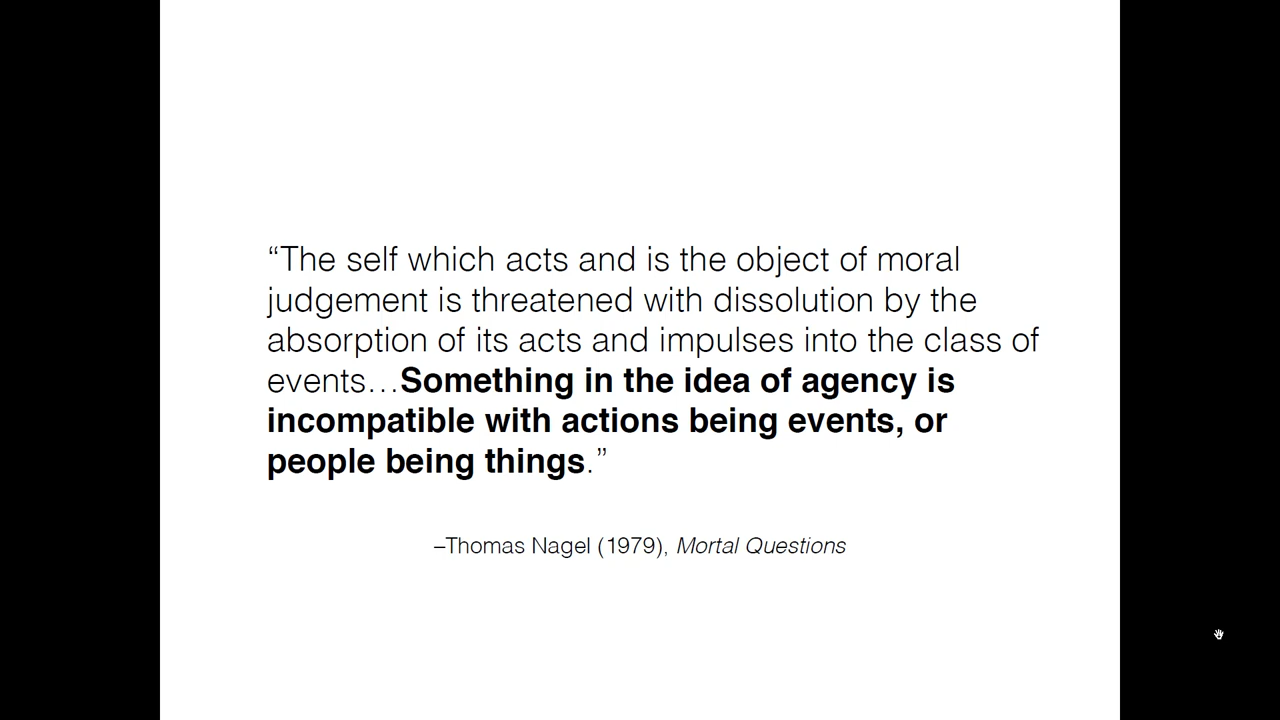 “The self which acts and is the object of moral
judgement is threatened with dissolution by the
absorption of its acts and impulses into the class of
events…Something in the idea of agency is
incompatible with actions being events, or
people being things.”
–Thomas Nagel (1979), Mortal Questions